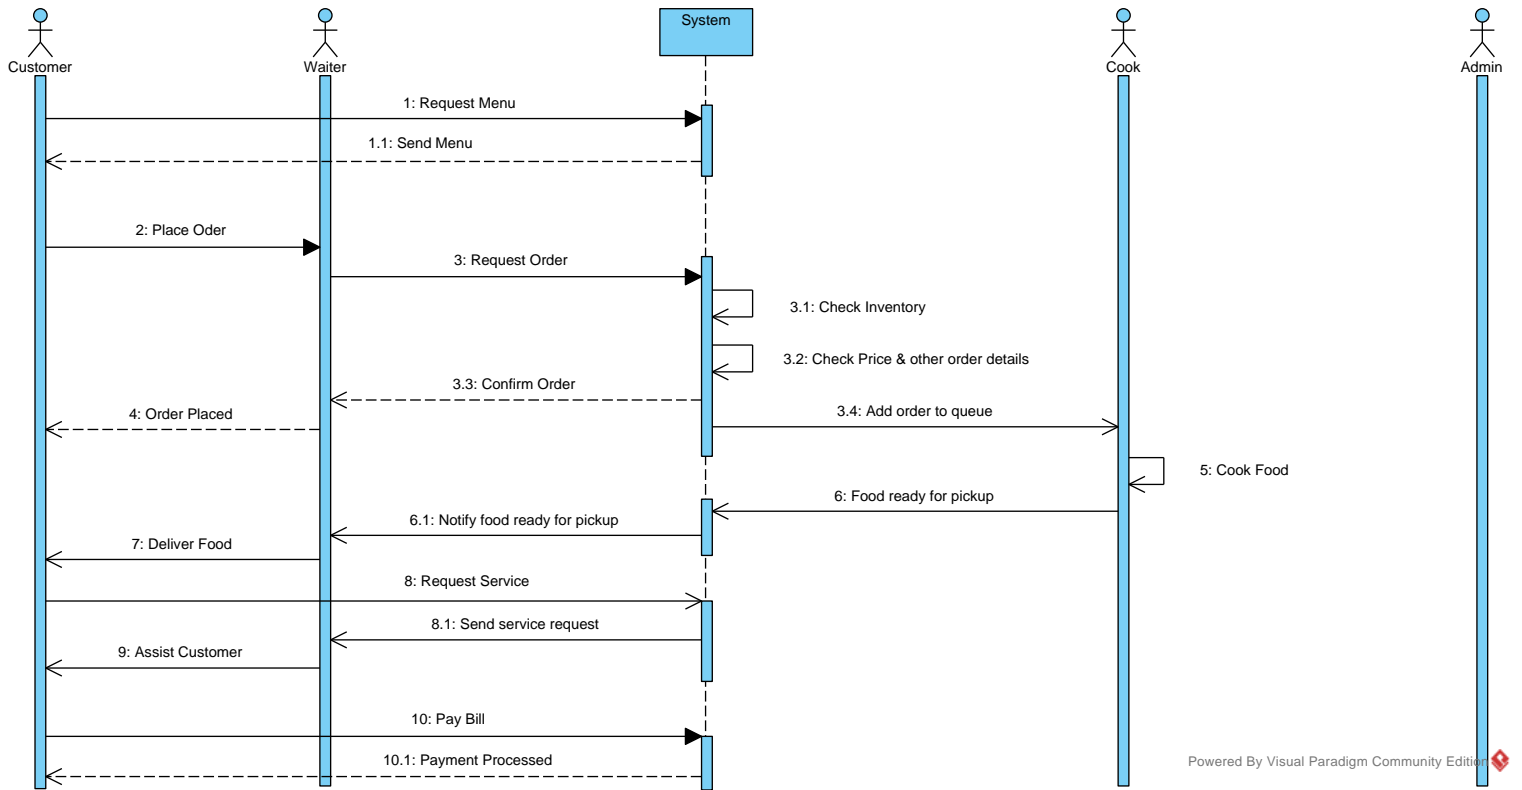 System
Customer
Waiter
Cook
Admin
1: Request Menu
1.1: Send Menu
2: Place Oder
3: Request Order
3.1: Check Inventory
3.2: Check Price & other order details
3.3: Confirm Order
4: Order Placed
3.4: Add order to queue
5: Cook Food
6: Food ready for pickup
6.1: Notify food ready for pickup
7: Deliver Food
8: Request Service
8.1: Send service request
9: Assist Customer
10: Pay Bill
10.1: Payment Processed
Powered By Visual Paradigm Community Edition